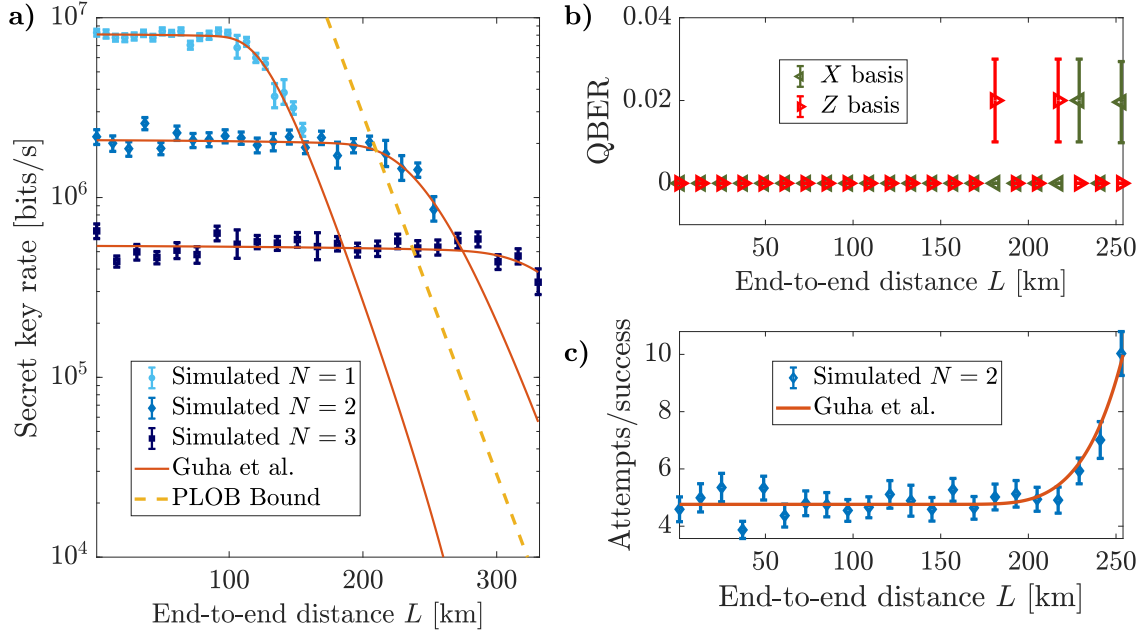 a)
Secret key rate [bits/s]
10^7
10^6
10^5
10^4
Simulated N = 1
Simulated N = 2
Simulated N = 3
Guha et al.
PLOB Bound
100 200 300
End-to-end distance L [km]
b)
QBER
0.04
0.02
0
X basis
Z basis
50 100 150 200 250
End-to-end distance L [km]
c)
Attempts/success
10
8
6
4
Simulated N = 2
Guha et al.
50 100 150 200 250
End-to-end distance L [km]